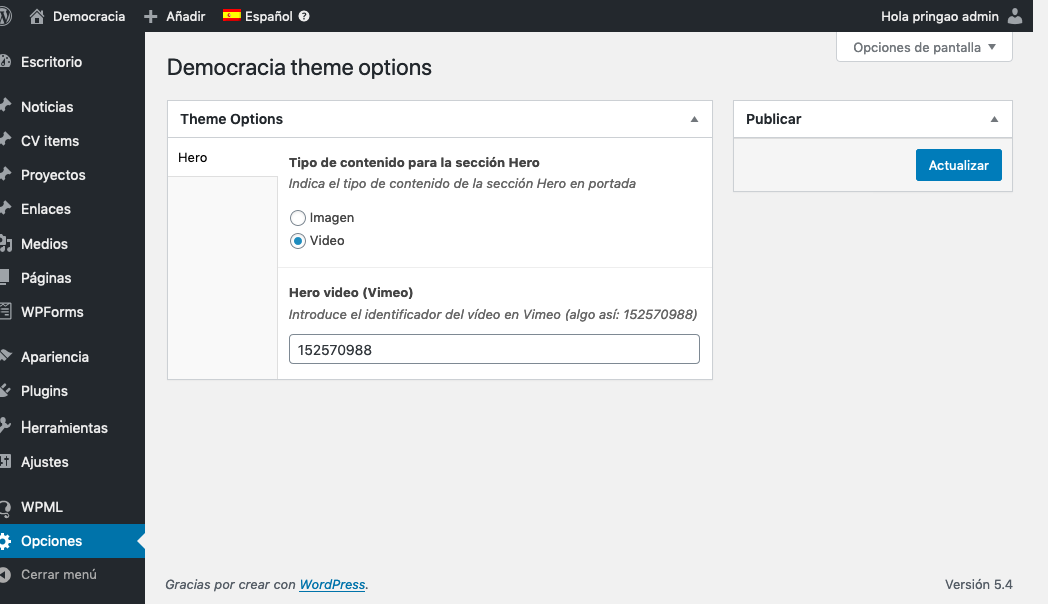 Democracia
Añadir
Español
Hola pringao admin
Opciones de pantalla
Escritorio
Noticias
CV items
Proyectos
Enlaces
Medios
Páginas
WPForms
Apariencia
Plugins
Herramientas
Ajustes
WPML
Opciones
Cerrar menú
Democracia theme options
Theme Options
Hero
Tipo de contenido para la sección Hero
Indica el tipo de contenido de la sección Hero en portada
Imagen
Video
Hero video (Vimeo)
Introduce el identificador del vídeo en Vimeo (algo así: 152570988)
152570988
Publicar
Actualizar
Gracias por crear con WordPress.
Versión 5.4